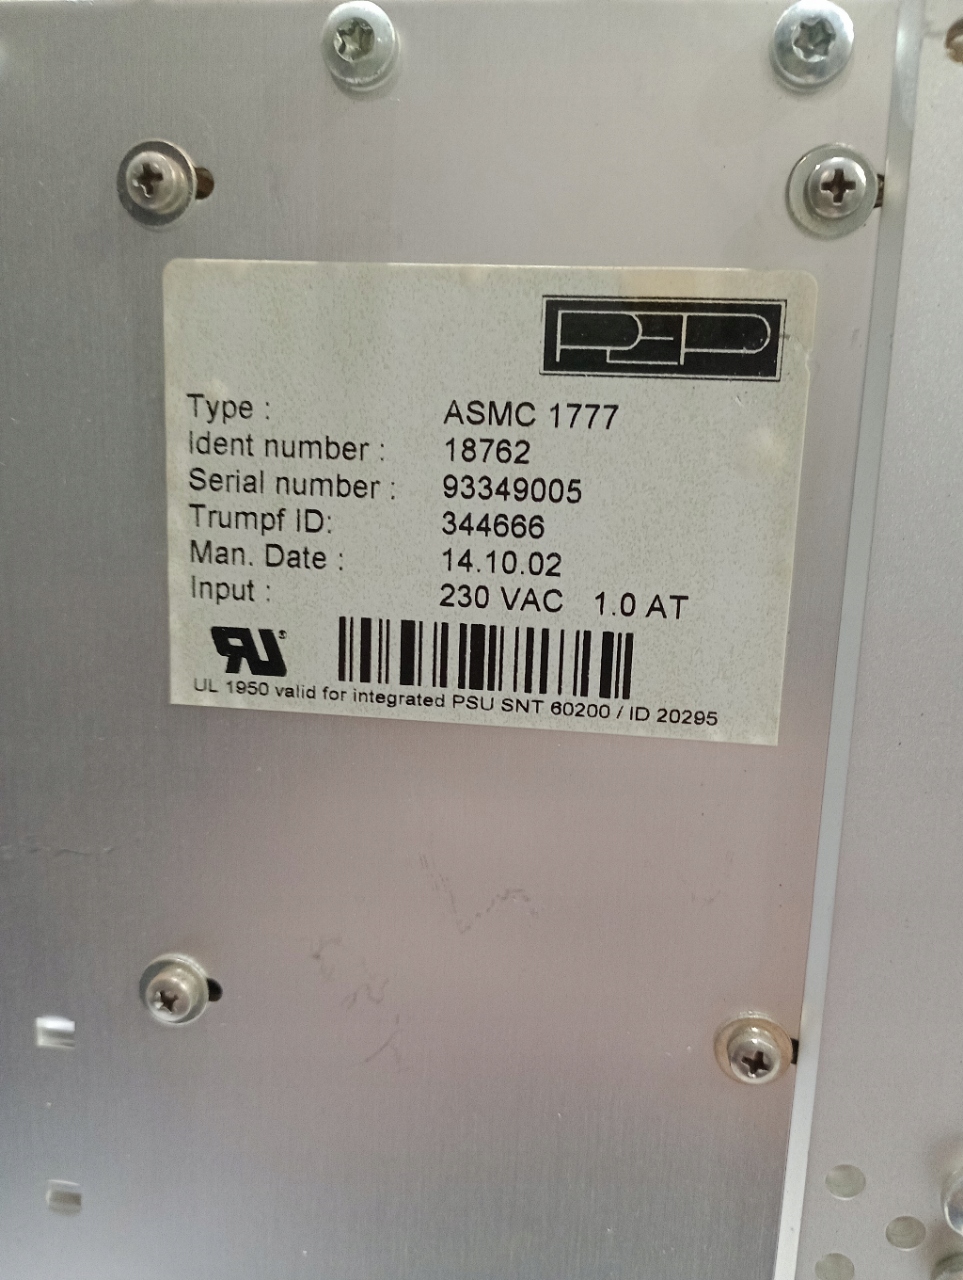 PEP
Type : ASMC 1777
Ident number : 18762
Serial number : 93349005
Trumpf ID: 344666
Man. Date : 14.10.02
Input : 230 VAC 1.0 AT
UL 1950 valid for integrated PSU SNT 60200 / ID 20295